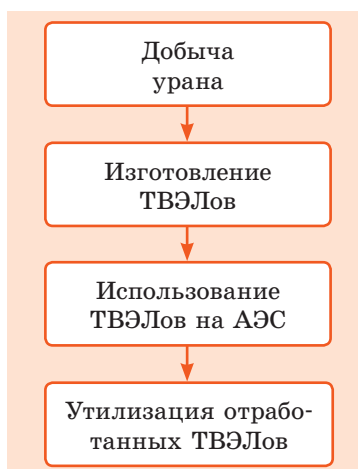 Добыча
урана
Изготовление
ТВЭЛов
Использование
ТВЭЛов на АЭС
Утилизация отрабо-
танных ТВЭЛов